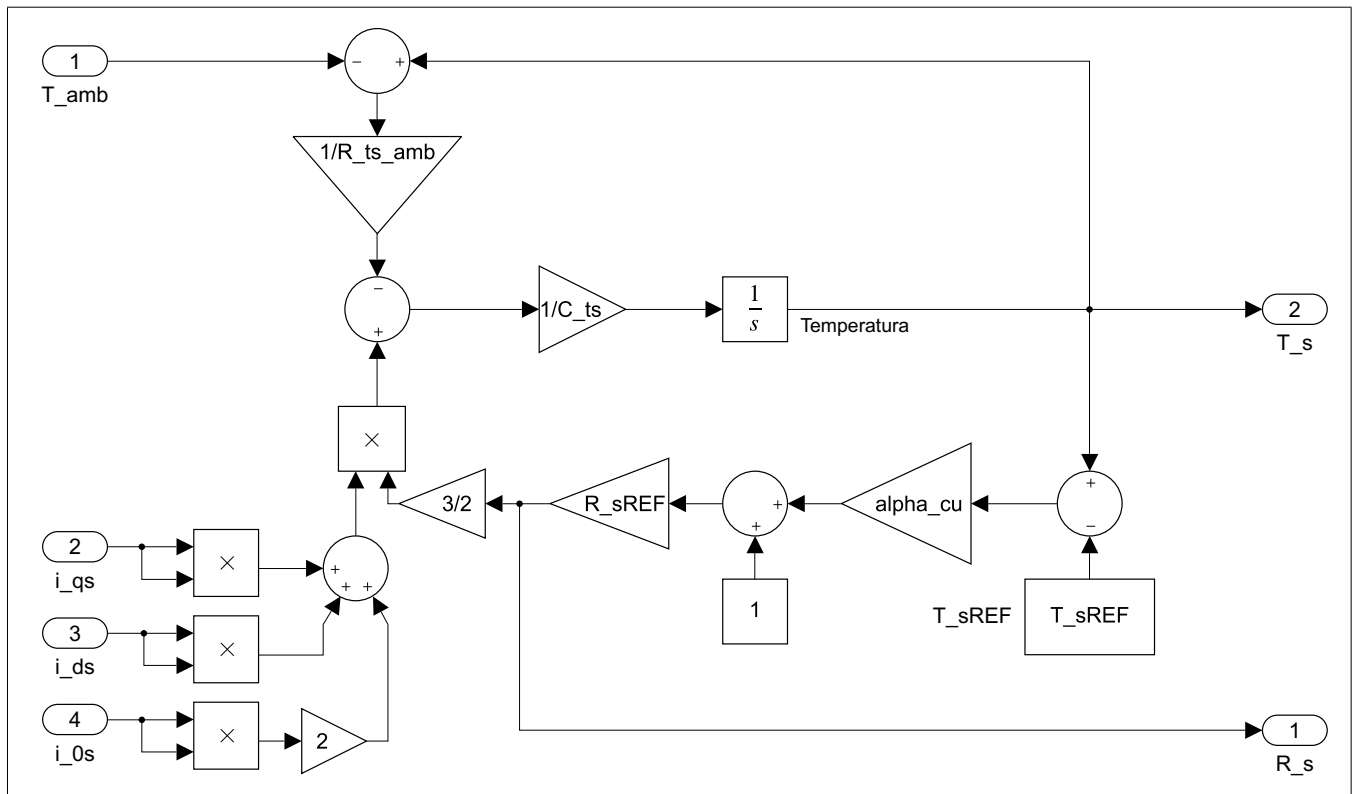 1
T_amb
−
+
1/R_ts_amb
−
+
1/C_ts
1
s
Temperatura
2
T_s
×
3/2
R_sREF
+
+
alpha_cu
+
−
2
i_qs
×
+
+
+
1
T_sREF
T_sREF
3
i_ds
×
4
i_0s
×
2
1
R_s